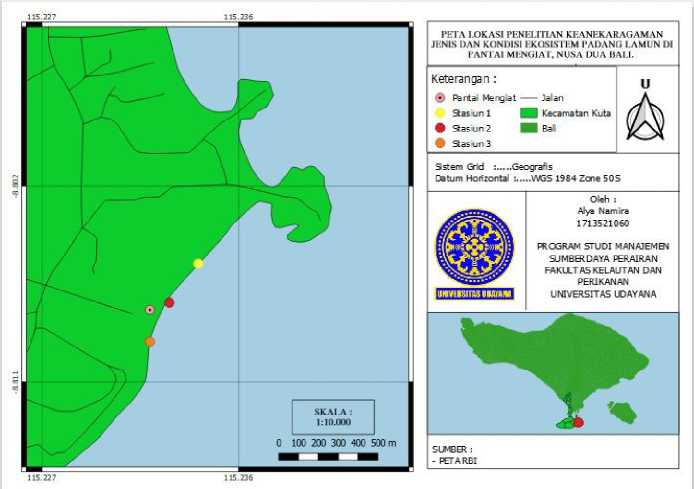 115.227
115.236
-8.802
-8.811
115.227
115.236
SKALA :
1:10.000
0 100 200 300 400 500 m
PETA LOKASI PENELITIAN KEANEKARAGAMAN
JENIS DAN KONDISI EKOSISTEM PADANG LAMUN DI
PANTAI MENGIAT, NUSA DUA BALI.
Keterangan :
Pantai Mengiat
Jalan
Stasiun 1
Kecamatan Kuta
Stasiun 2
Bali
Stasiun 3
U
Sistem Grid :.....Geografis
Datum Horizontal :.....WGS 1984 Zone 50S
UNIVERSITAS UDAYANA
Oleh :
Alya Namira
1713521060
PROGRAM STUDI MANAJEMEN
SUMBER DAYA PERAIRAN
FAKULTAS KELAUTAN DAN
PERIKANAN
UNIVERSITAS UDAYANA
SUMBER :
- PETA RBI